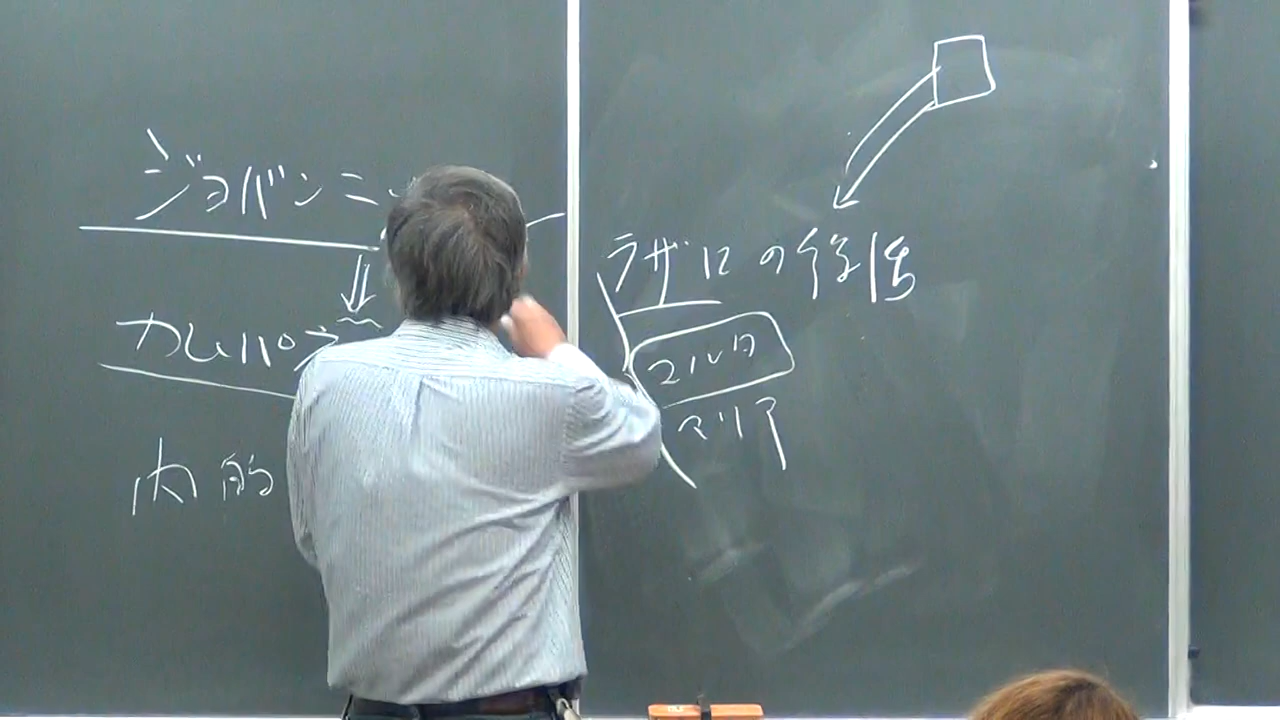 ジョバンニ
カムパネ
内的
ラザロの復活
マルタ
マリア